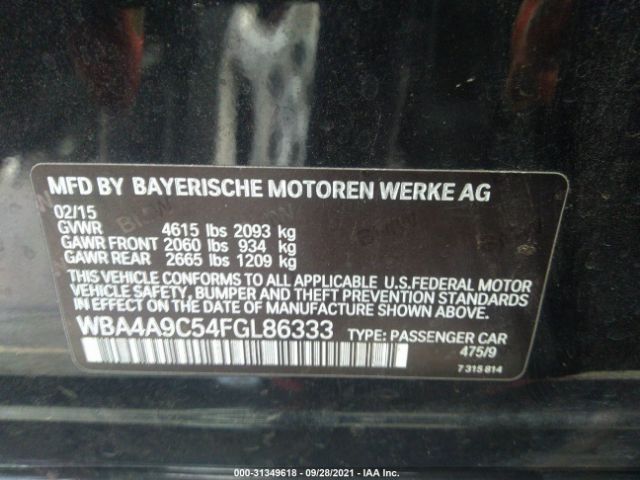 MFD BY BAYERISCHE MOTOREN WERKE AG
02/15
GVWR 4615 lbs 2093 kg
GAWR FRONT 2060 lbs 934 kg
GAWR REAR 2665 lbs 1209 kg
THIS VEHICLE CONFORMS TO ALL APPLICABLE U.S.FEDERAL MOTOR
VEHICLE SAFETY, BUMPER, AND THEFT PREVENTION STANDARDS
IN EFFECT ON THE DATE OF MANUFACTURE SHOWN ABOVE.
WBA4A9C54FGL86333 TYPE: PASSENGER CAR
475/9
7 315 814
000-31349618 - 09/28/2021 - IAA Inc.